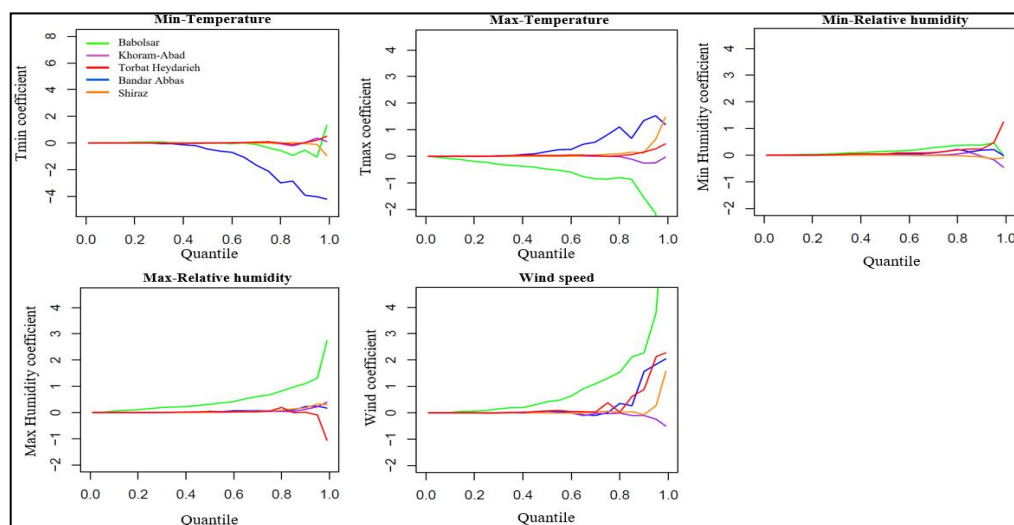 Min-Temperature
Tmin coefficient
8
6
4
2
0
-2
-4
Babolsar
Khoram-Abad
Torbat Heydarieh
Bandar Abbas
Shiraz
0.0 0.2 0.4 0.6 0.8 1.0
Quantile
Max-Temperature
Tmax coefficient
4
3
2
1
0
-1
-2
0.0 0.2 0.4 0.6 0.8 1.0
Quantile
Min-Relative humidity
Min Humidity coefficient
4
3
2
1
0
-1
-2
0.0 0.2 0.4 0.6 0.8 1.0
Quantile
Max-Relative humidity
Max Humidity coefficient
4
3
2
1
0
-1
-2
0.0 0.2 0.4 0.6 0.8 1.0
Quantile
Wind speed
Wind coefficient
4
3
2
1
0
-1
-2
0.0 0.2 0.4 0.6 0.8 1.0
Quantile